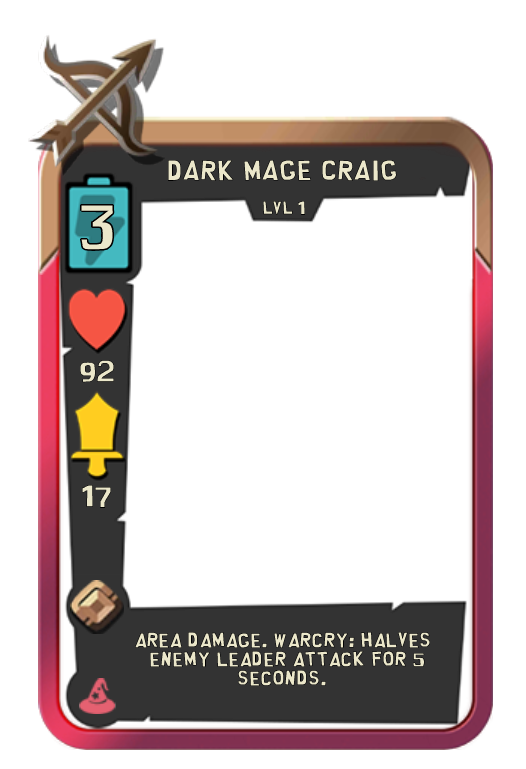 DARK MAGE CRAIG
LVL 1
3
92
17
AREA DAMAGE. WARCRY: HALVES
ENEMY LEADER ATTACK FOR 5
SECONDS.